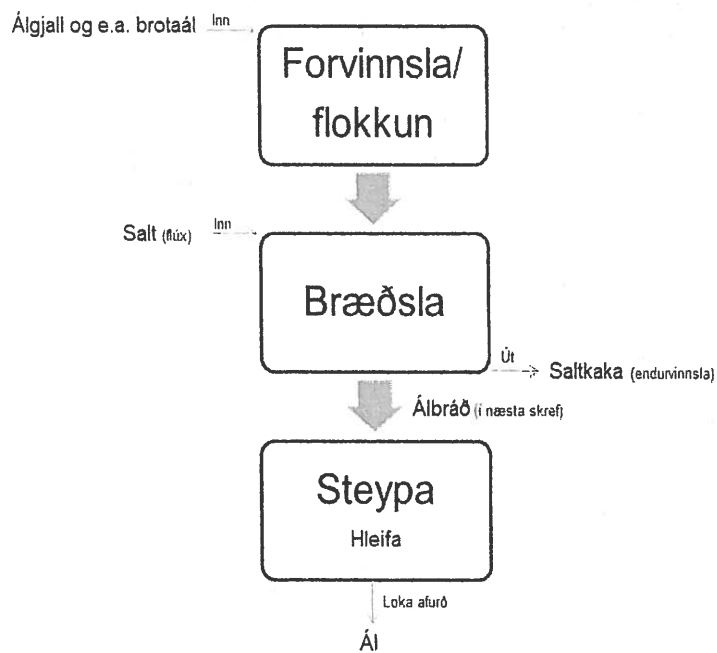 Álgjall og e.a. brotaál
Inn
Forvinnsla/
flokkun
Salt (flúx)
Inn
Bræðsla
Út
Saltkaka (endurvinnsla)
Álbráð (í næsta skref)
Steypa
Hleifa
Loka afurð
Ál